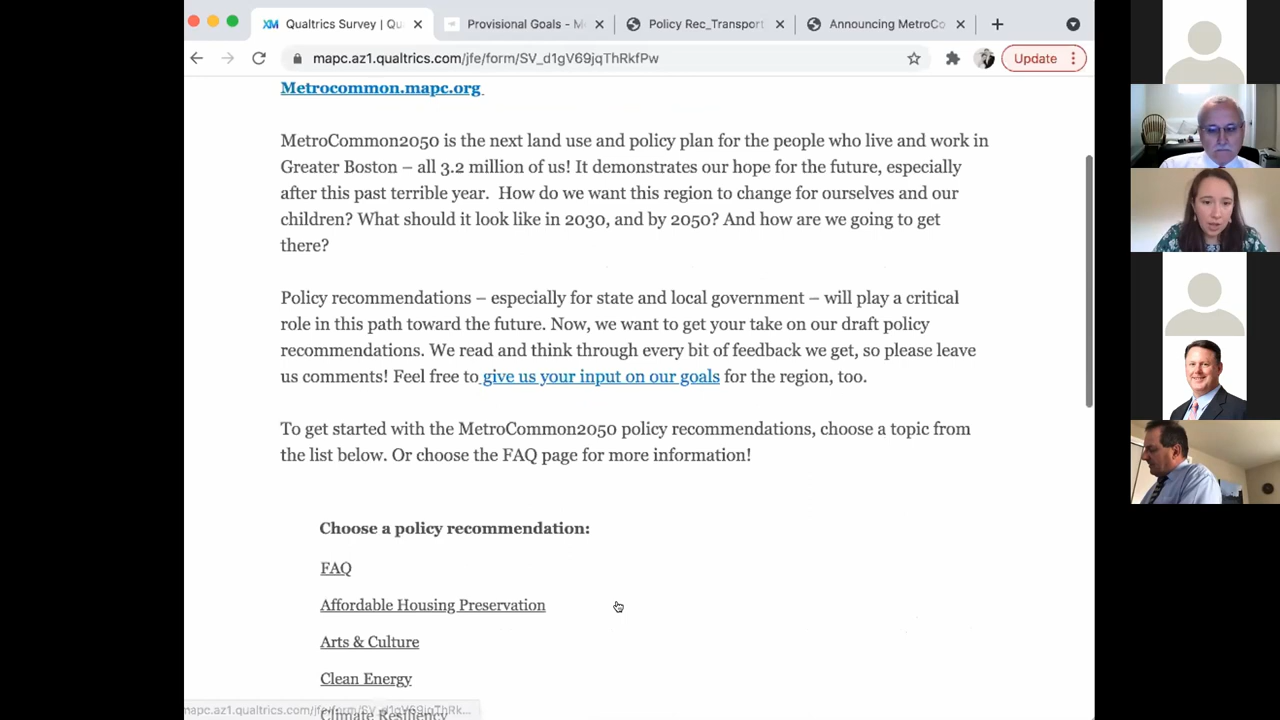 Qualtrics Survey | Qu
Provisional Goals - M
Policy Rec_Transport
Announcing MetroCo
mapc.az1.qualtrics.com/jfe/form/SV_d1gV69jqThRkfPw
Update
Metrocommon.mapc.org
MetroCommon2050 is the next land use and policy plan for the people who live and work in
Greater Boston – all 3.2 million of us! It demonstrates our hope for the future, especially
after this past terrible year. How do we want this region to change for ourselves and our
children? What should it look like in 2030, and by 2050? And how are we going to get
there?
Policy recommendations – especially for state and local government – will play a critical
role in this path toward the future. Now, we want to get your take on our draft policy
recommendations. We read and think through every bit of feedback we get, so please leave
us comments! Feel free to give us your input on our goals for the region, too.
To get started with the MetroCommon2050 policy recommendations, choose a topic from
the list below. Or choose the FAQ page for more information!
Choose a policy recommendation:
FAQ
Affordable Housing Preservation
Arts & Culture
Clean Energy
mapc.az1.qualtrics.com/jfe/form/SV_d1gV69jqThRk...
Climate Resiliency